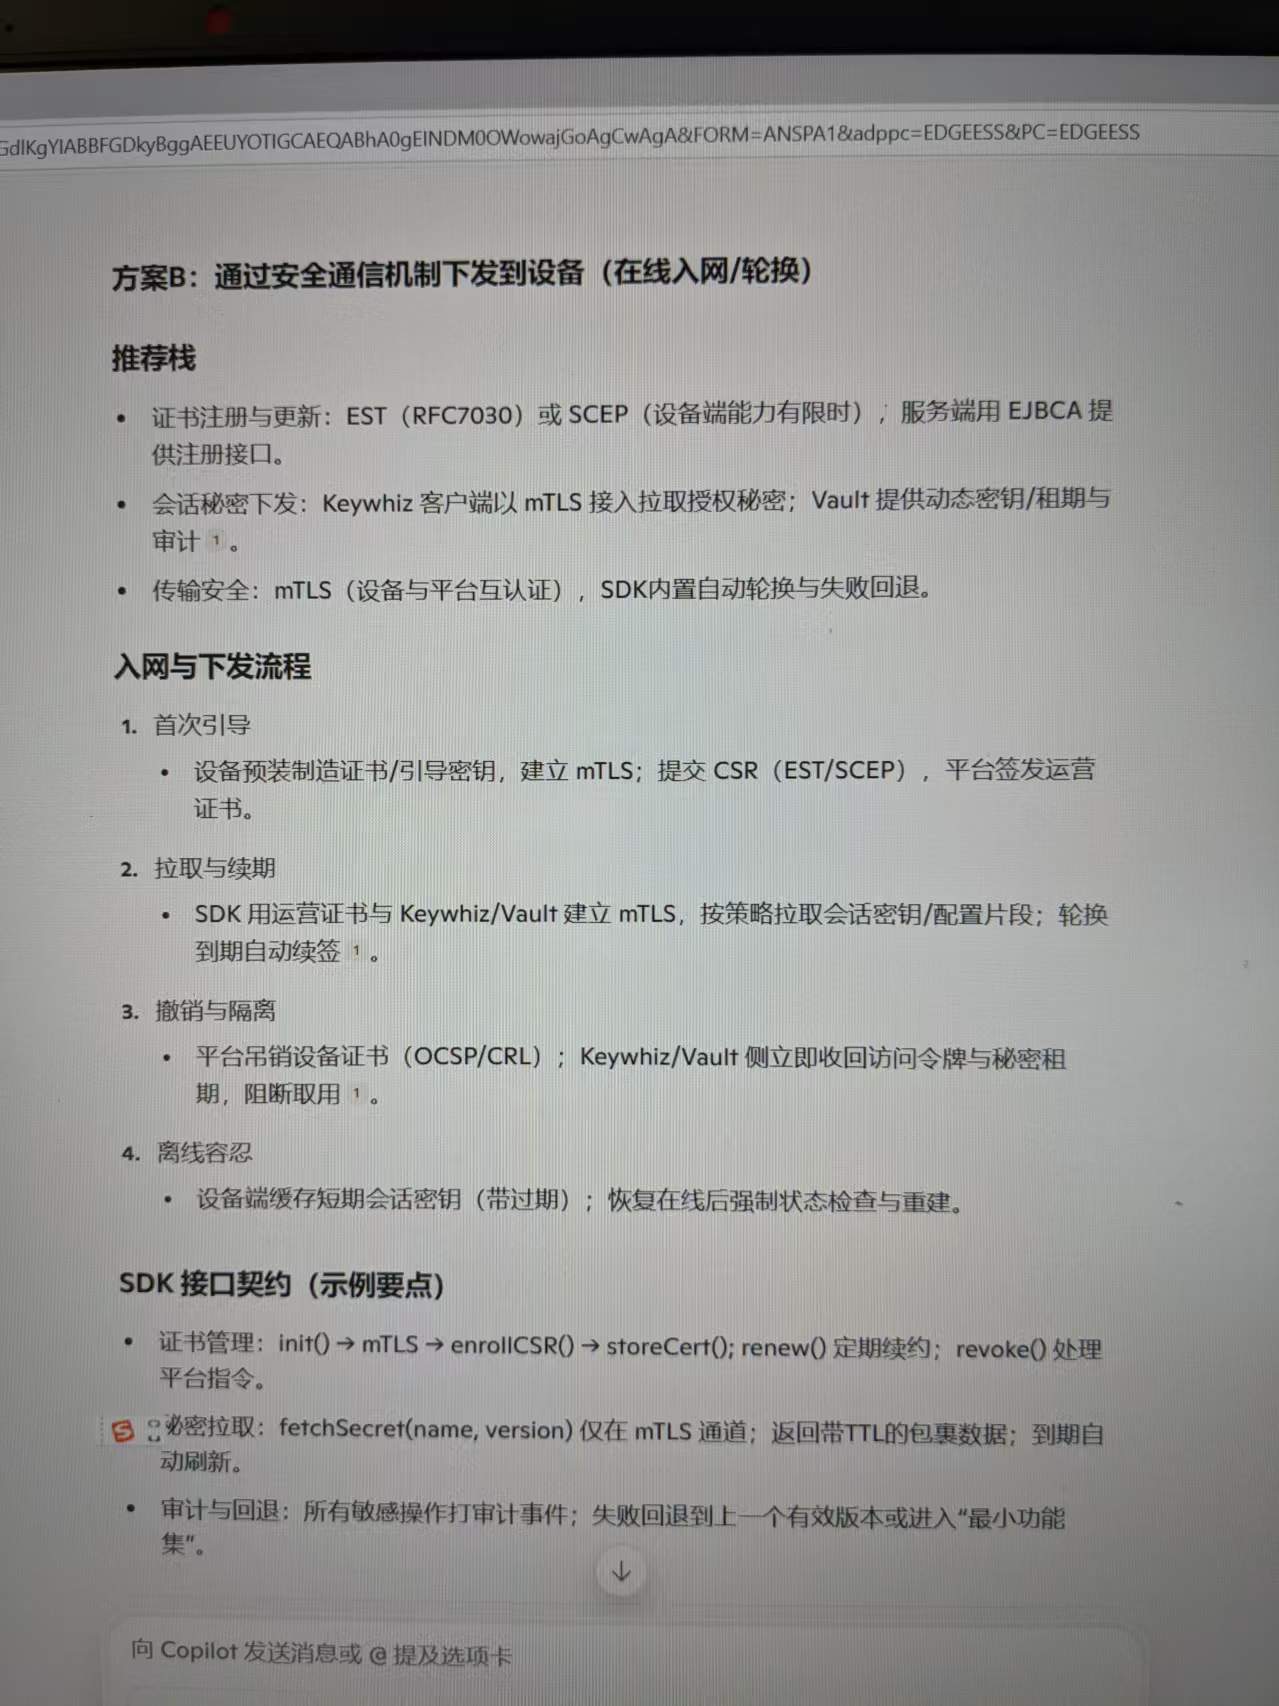 GdlKgYIABBFGDkyBggAEEUYOTIGCAEQABhA0gEINDM0OWowajGoAgCwAgA&FORM=ANSPA1&adppc=EDGEESS&PC=EDGEESS
方案B：通过安全通信机制下发到设备（在线入网/轮换）
推荐栈
• 证书注册与更新：EST（RFC7030）或 SCEP（设备端能力有限时），服务端用 EJBCA 提
供注册接口。
• 会话秘密下发：Keywhiz 客户端以 mTLS 接入拉取授权秘密；Vault 提供动态密钥/租期与
审计 1 。
• 传输安全：mTLS（设备与平台互认证），SDK内置自动轮换与失败回退。
入网与下发流程
1. 首次引导
• 设备预装制造证书/引导密钥，建立 mTLS；提交 CSR（EST/SCEP），平台签发运营
证书。
2. 拉取与续期
• SDK 用运营证书与 Keywhiz/Vault 建立 mTLS，按策略拉取会话密钥/配置片段；轮换
到期自动续签 1 。
3. 撤销与隔离
• 平台吊销设备证书（OCSP/CRL）；Keywhiz/Vault 侧立即收回访问令牌与秘密租
期，阻断取用 1 。
4. 离线容忍
• 设备端缓存短期会话密钥（带过期）；恢复在线后强制状态检查与重建。
SDK 接口契约（示例要点）
• 证书管理：init() → mTLS → enrollCSR() → storeCert(); renew() 定期续约；revoke() 处理
平台指令。
秘密拉取：fetchSecret(name, version) 仅在 mTLS 通道；返回带TTL的包裹数据；到期自
动刷新。
• 审计与回退：所有敏感操作打审计事件；失败回退到上一个有效版本或进入“最小功能
集”。
向 Copilot 发送消息或 @ 提及选项卡